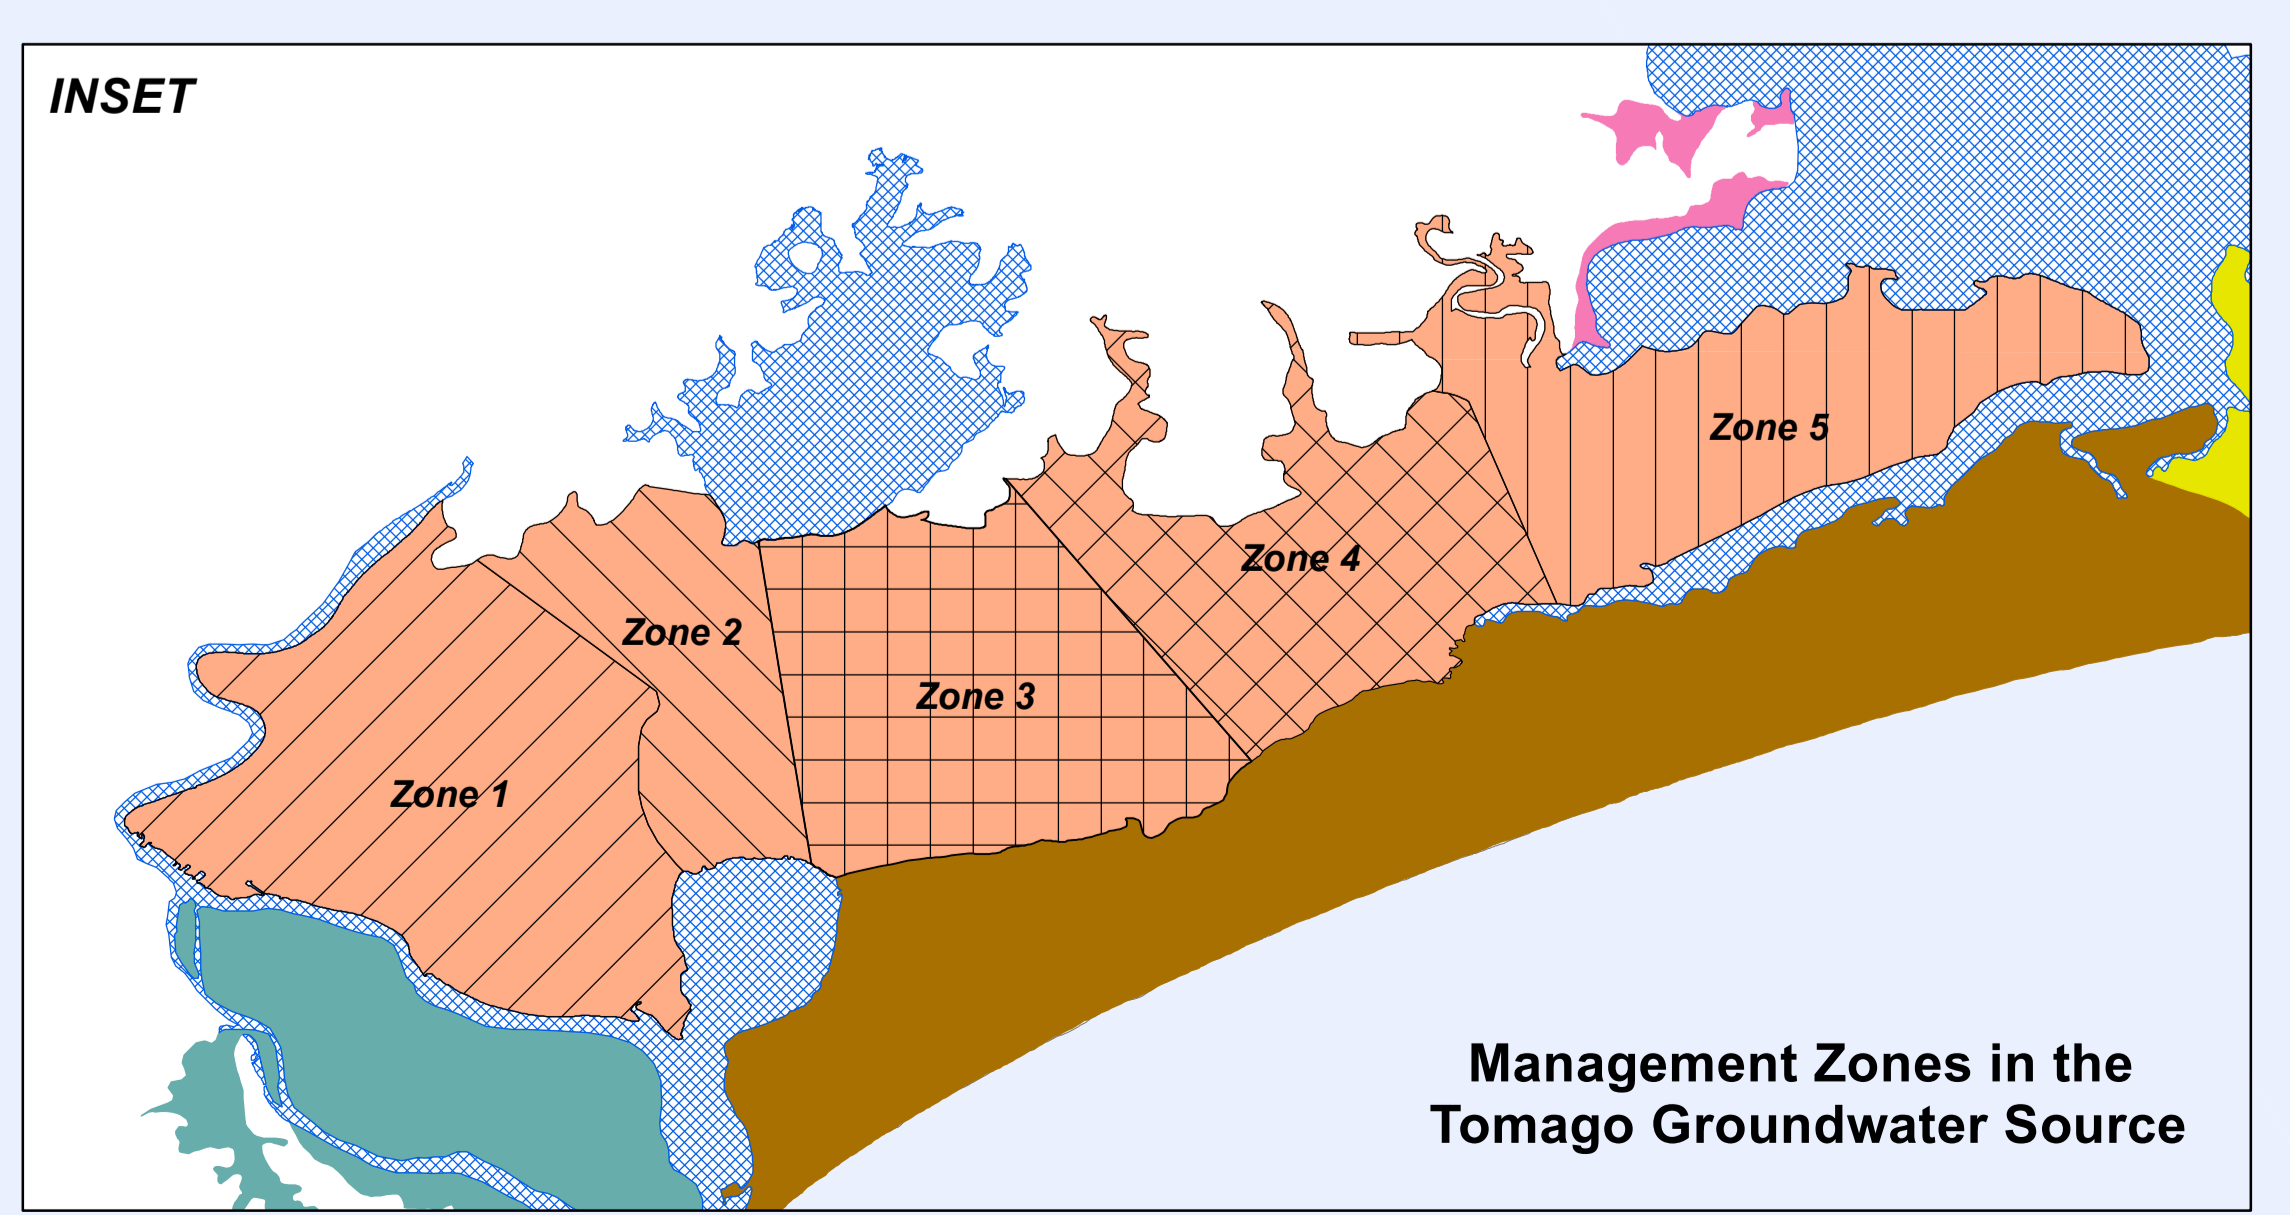 INSET
Zone 5
Zone 4
Zone 2
Zone 3
Zone 1
Management Zones in the
Tomago Groundwater Source